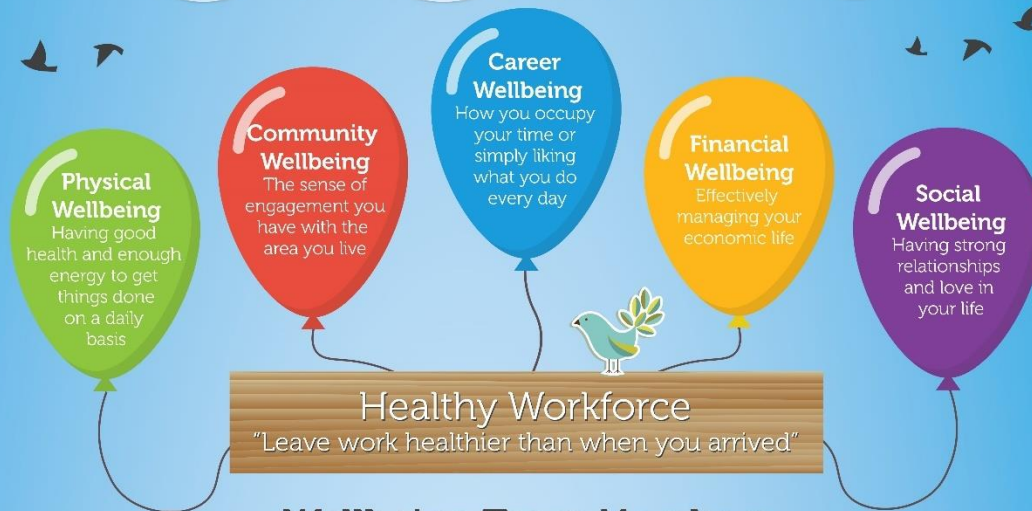 Physical
Wellbeing
Having good
health and enough
energy to get
things done
on a daily
basis
Community
Wellbeing
The sense of
engagement you
have with the
area you live
Career
Wellbeing
How you occupy
your time or
simply liking
what you do
every day
Financial
Wellbeing
Effectively
managing your
economic life
Social
Wellbeing
Having strong
relationships
and love in
your life
Healthy Workforce
"Leave work healthier than when you arrived"